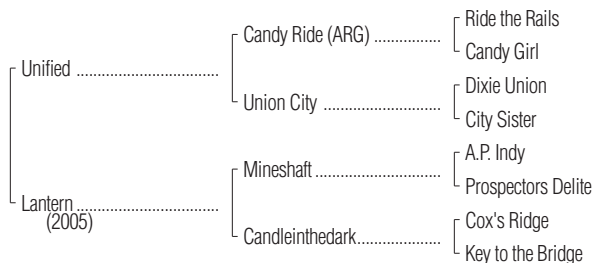 Ride the Rails
Candy Ride (ARG) ................
Candy Girl
Unified ..................................
Dixie Union
Union City ............................
City Sister
A.P. Indy
Mineshaft ..............................
Prospectors Delite
Lantern ..................................
(2005)
Cox's Ridge
Candleinthedark....................
Key to the Bridge